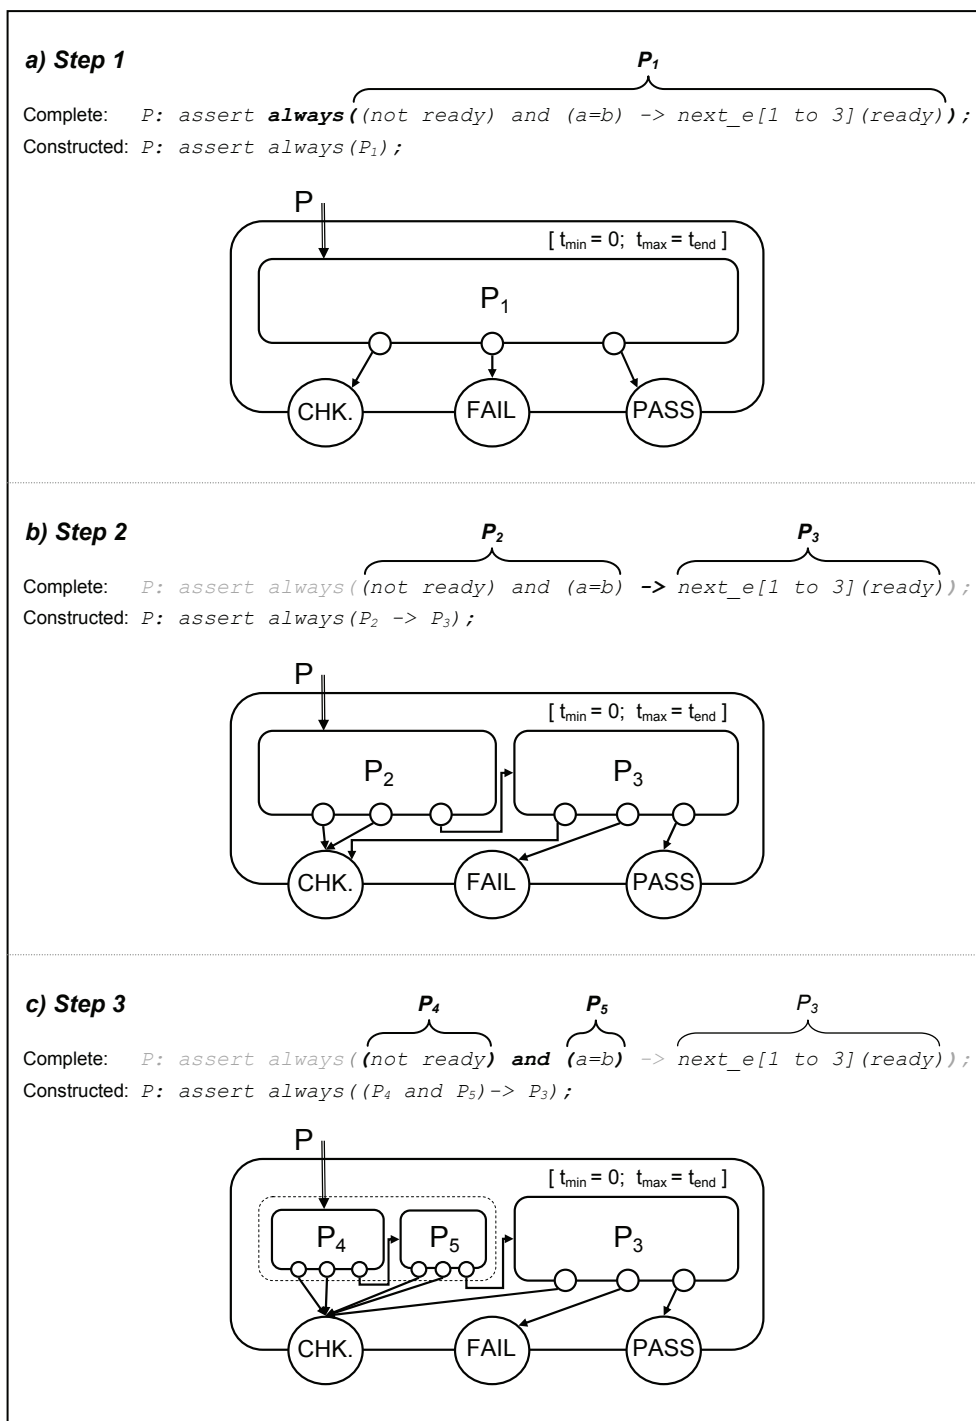 a) Step 1
P₁
Complete: P: assert always((not ready) and (a=b) -> next_e[1 to 3](ready));
Constructed: P: assert always(P₁);
P
[ tmin = 0; tmax = tend ]
P₁
CHK. FAIL PASS
b) Step 2
P₂ P₃
Complete: P: assert always((not ready) and (a=b) -> next_e[1 to 3](ready));
Constructed: P: assert always(P₂ -> P₃);
P
[ tmin = 0; tmax = tend ]
P₂ P₃
CHK. FAIL PASS
c) Step 3
P₄ P₅ P₃
Complete: P: assert always((not ready) and (a=b) -> next_e[1 to 3](ready));
Constructed: P: assert always((P₄ and P₅)-> P₃);
P
[ tmin = 0; tmax = tend ]
P₄ P₅ P₃
CHK. FAIL PASS